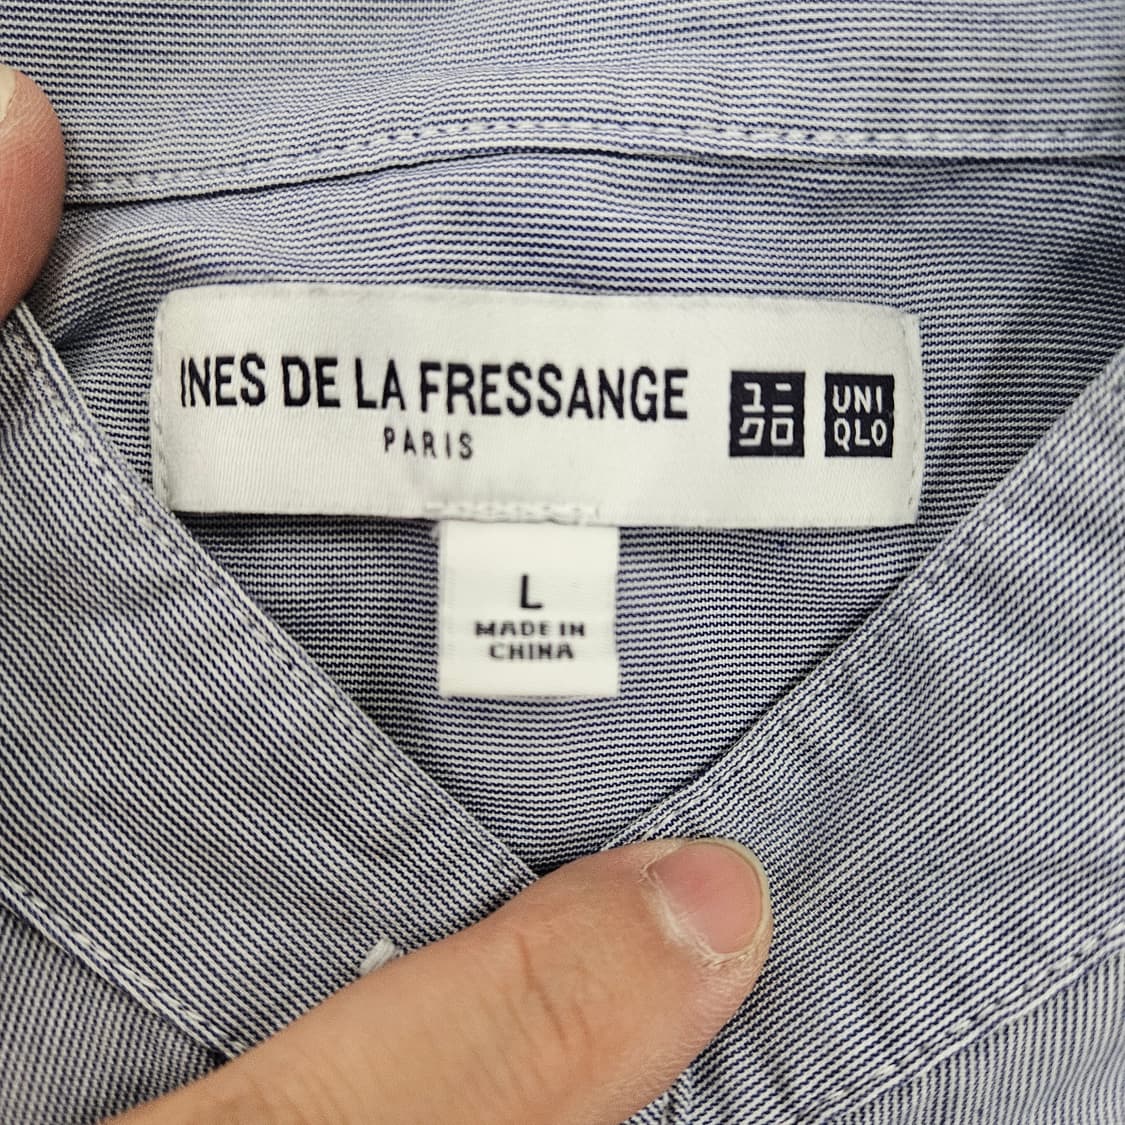 INES DE LA FRESSANGE
PARIS
ユニ
クロ
UNI
QLO
L
MADE IN
CHINA